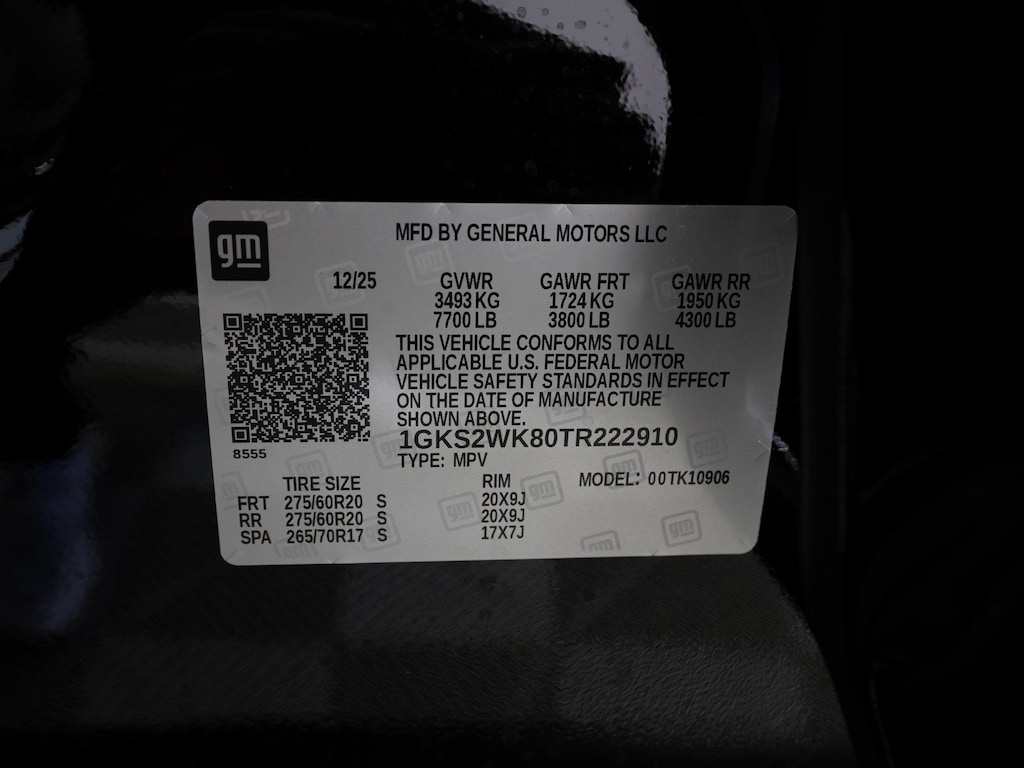 gm
MFD BY GENERAL MOTORS LLC
12/25 GVWR GAWR FRT GAWR RR
3493 KG 1724 KG 1950 KG
7700 LB 3800 LB 4300 LB
THIS VEHICLE CONFORMS TO ALL
APPLICABLE U.S. FEDERAL MOTOR
VEHICLE SAFETY STANDARDS IN EFFECT
ON THE DATE OF MANUFACTURE
SHOWN ABOVE.
1GKS2WK80TR222910
8555
TYPE: MPV
TIRE SIZE RIM MODEL: 00TK10906
FRT 275/60R20 S 20X9J
RR 275/60R20 S 20X9J
SPA 265/70R17 S 17X7J